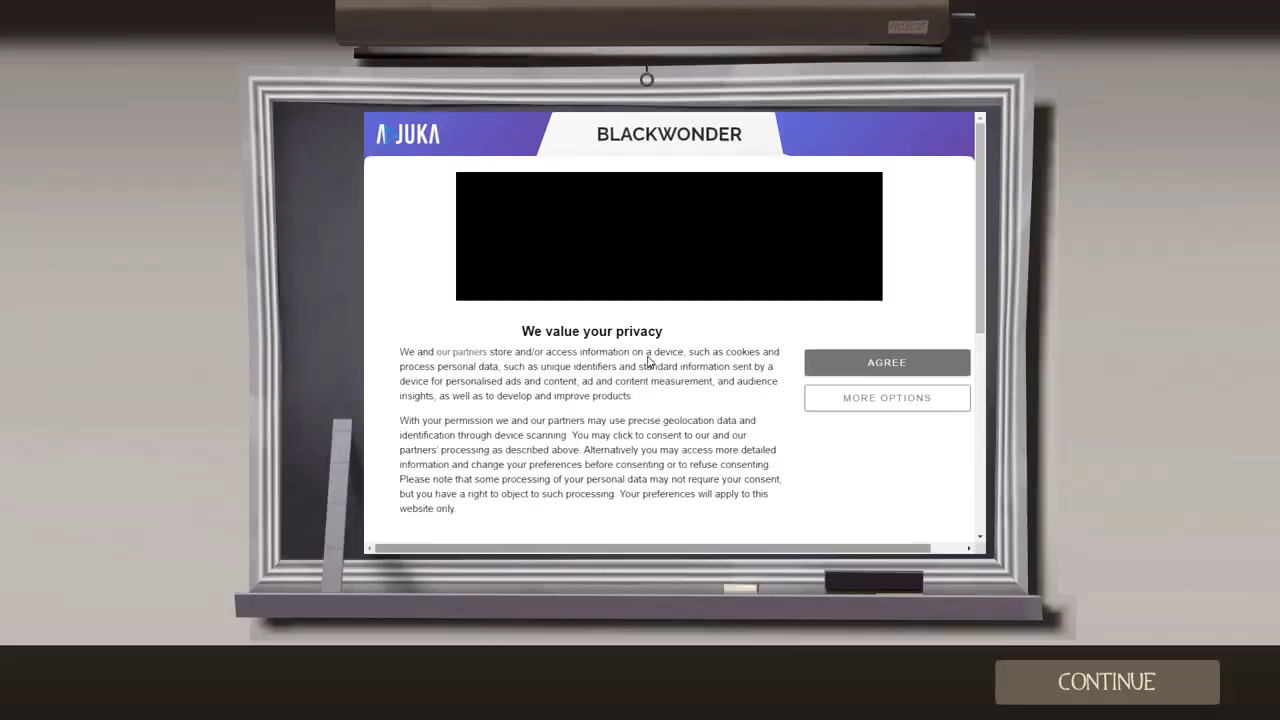 PROJECTO
A JUKA
BLACKWONDER
We value your privacy
We and our partners store and/or access information on a device, such as cookies and
process personal data, such as unique identifiers and standard information sent by a
device for personalised ads and content, ad and content measurement, and audience
insights, as well as to develop and improve products.
AGREE
MORE OPTIONS
With your permission we and our partners may use precise geolocation data and
identification through device scanning. You may click to consent to our and our
partners' processing as described above. Alternatively you may access more detailed
information and change your preferences before consenting or to refuse consenting.
Please note that some processing of your personal data may not require your consent,
but you have a right to object to such processing. Your preferences will apply to this
website only.
CONTINUE